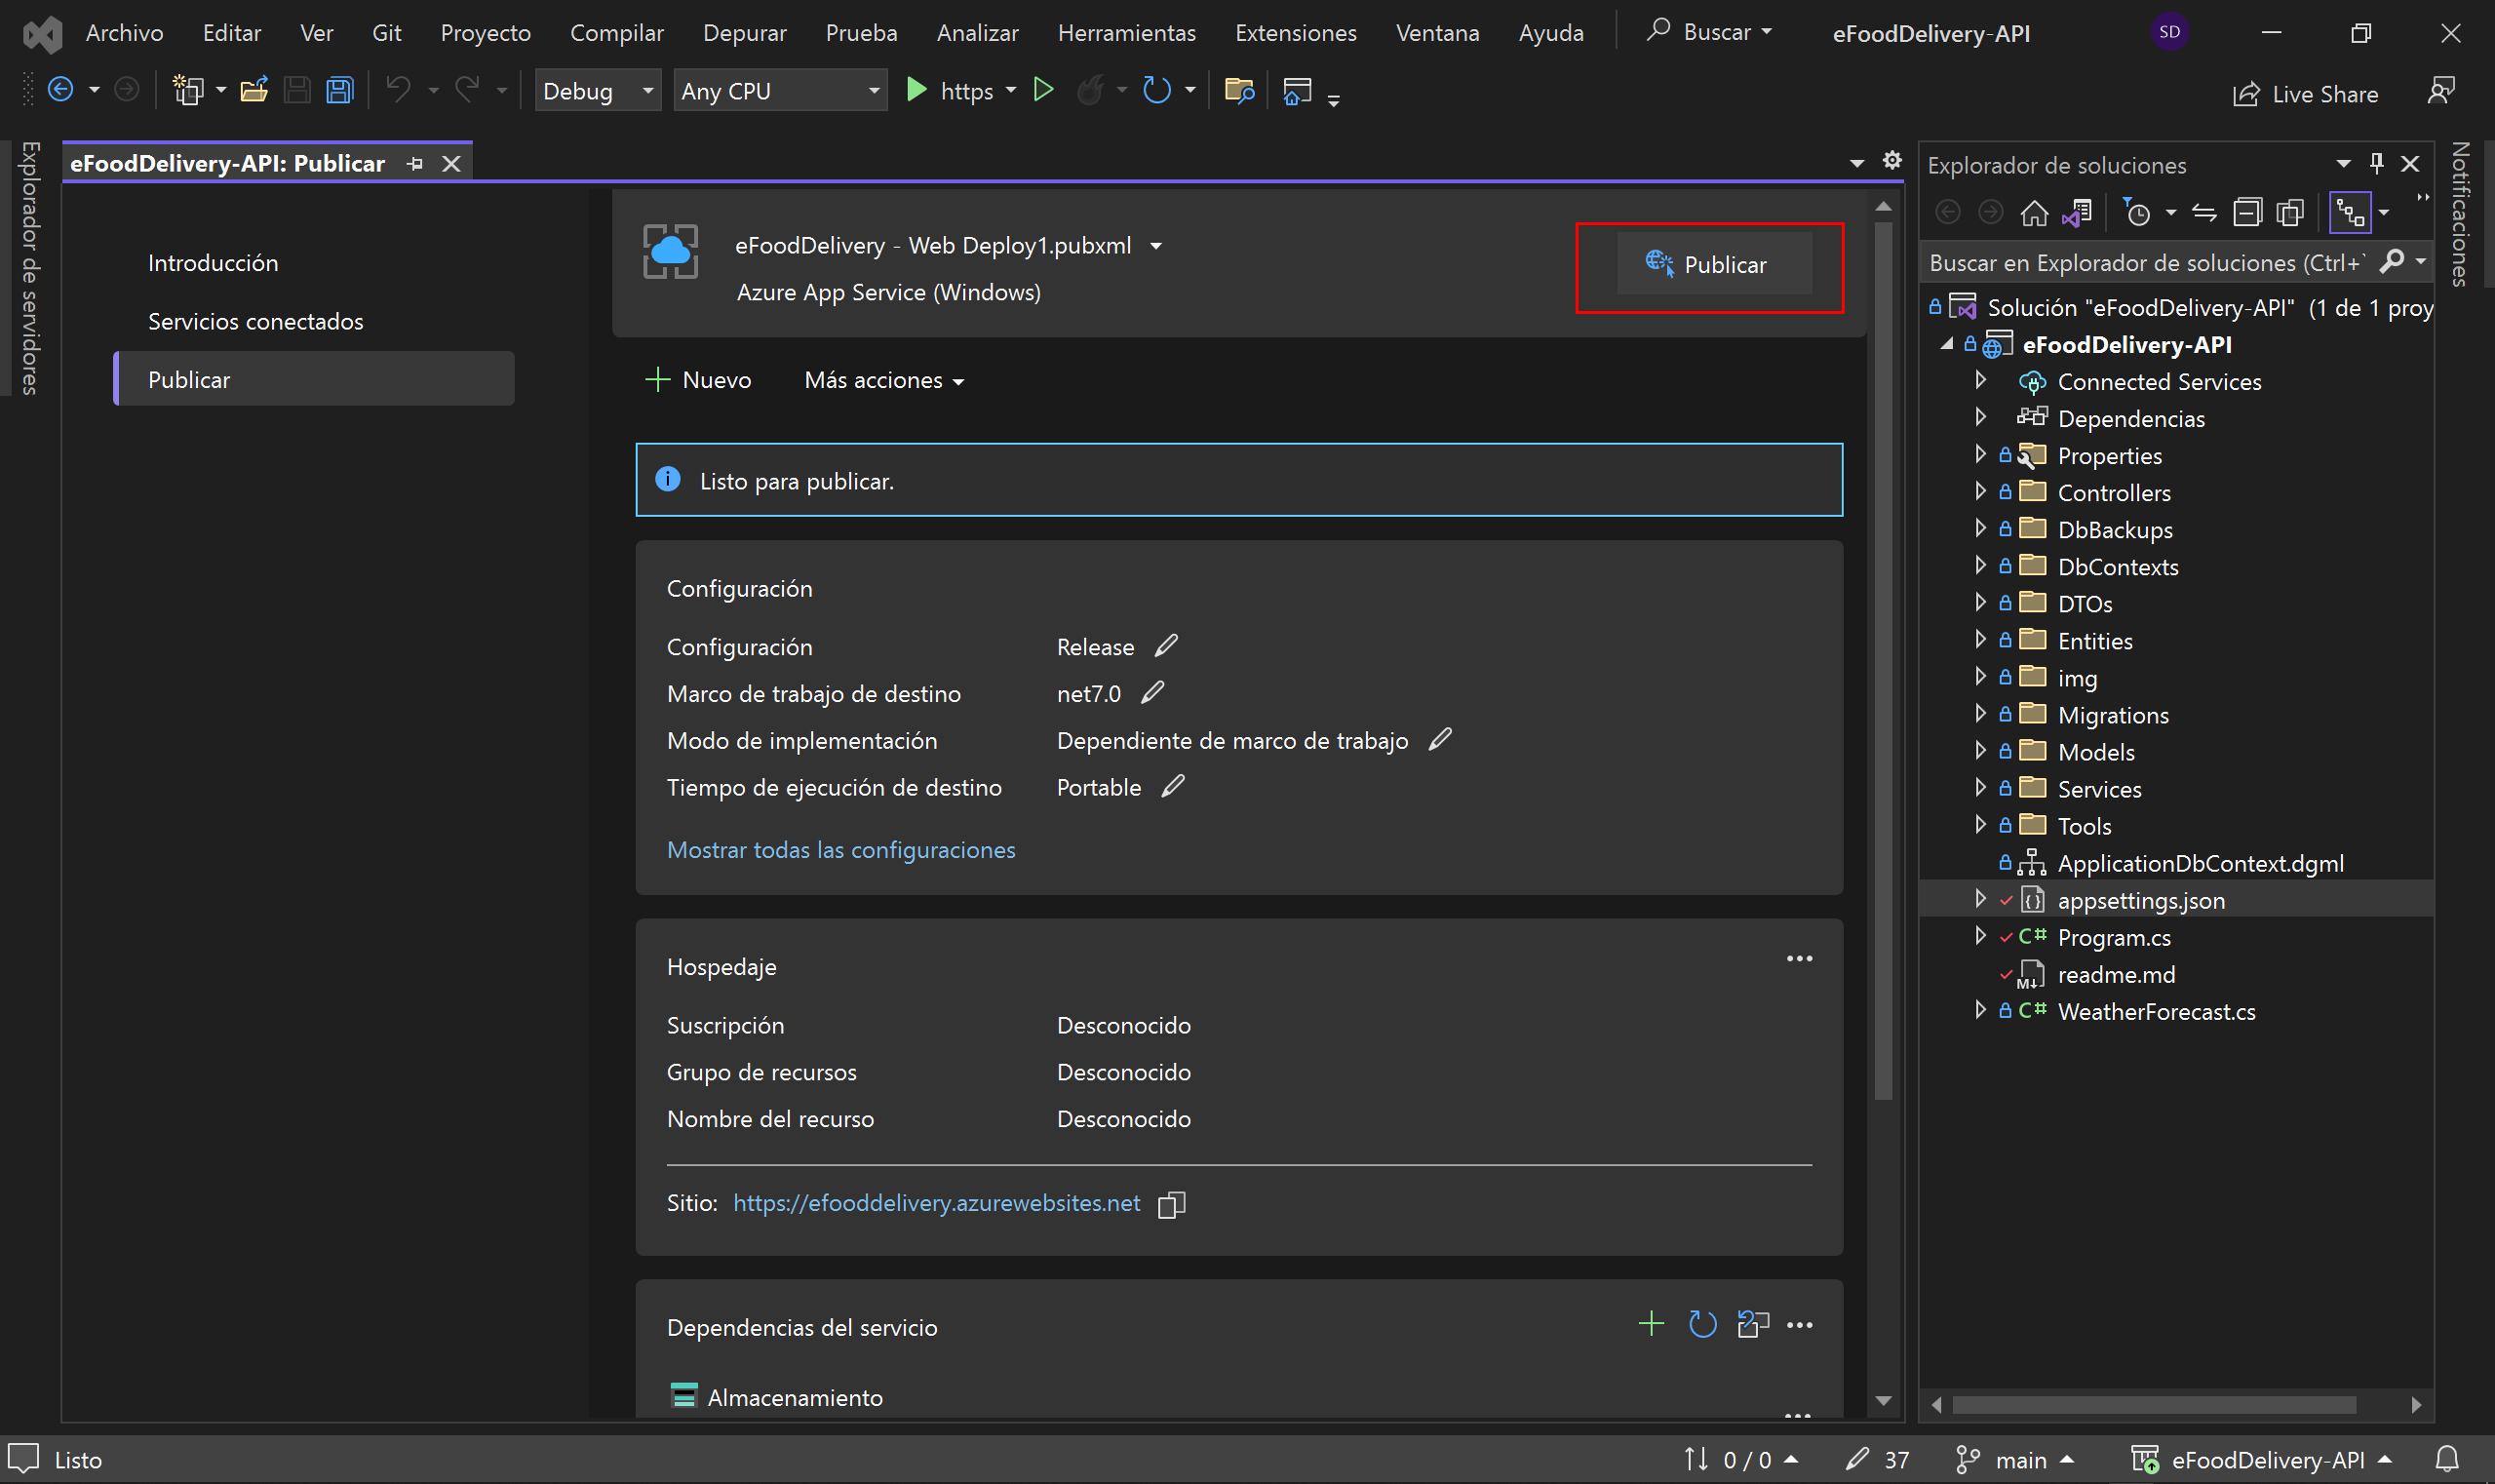 Archivo Editar Ver Git Proyecto Compilar Depurar Prueba Analizar Herramientas Extensiones Ventana Ayuda Buscar eFoodDelivery-API SD
Debug Any CPU https Live Share
Explorador de servidores
eFoodDelivery-API: Publicar
Introducción
Servicios conectados
Publicar
eFoodDelivery - Web Deploy1.pubxml
Azure App Service (Windows)
Publicar
Nuevo Más acciones
Listo para publicar.
Configuración
Configuración Release
Marco de trabajo de destino net7.0
Modo de implementación Dependiente de marco de trabajo
Tiempo de ejecución de destino Portable
Mostrar todas las configuraciones
Hospedaje
Suscripción Desconocido
Grupo de recursos Desconocido
Nombre del recurso Desconocido
Sitio: https://efooddelivery.azurewebsites.net
Dependencias del servicio
Almacenamiento
Explorador de soluciones
Buscar en Explorador de soluciones (Ctrl+
Solución "eFoodDelivery-API" (1 de 1 proy
eFoodDelivery-API
Connected Services
Dependencias
Properties
Controllers
DbBackups
DbContexts
DTOs
Entities
img
Migrations
Models
Services
Tools
ApplicationDbContext.dgml
appsettings.json
C# Program.cs
M↓ readme.md
C# WeatherForecast.cs
Notificaciones
Listo 0 / 0 37 main eFoodDelivery-API